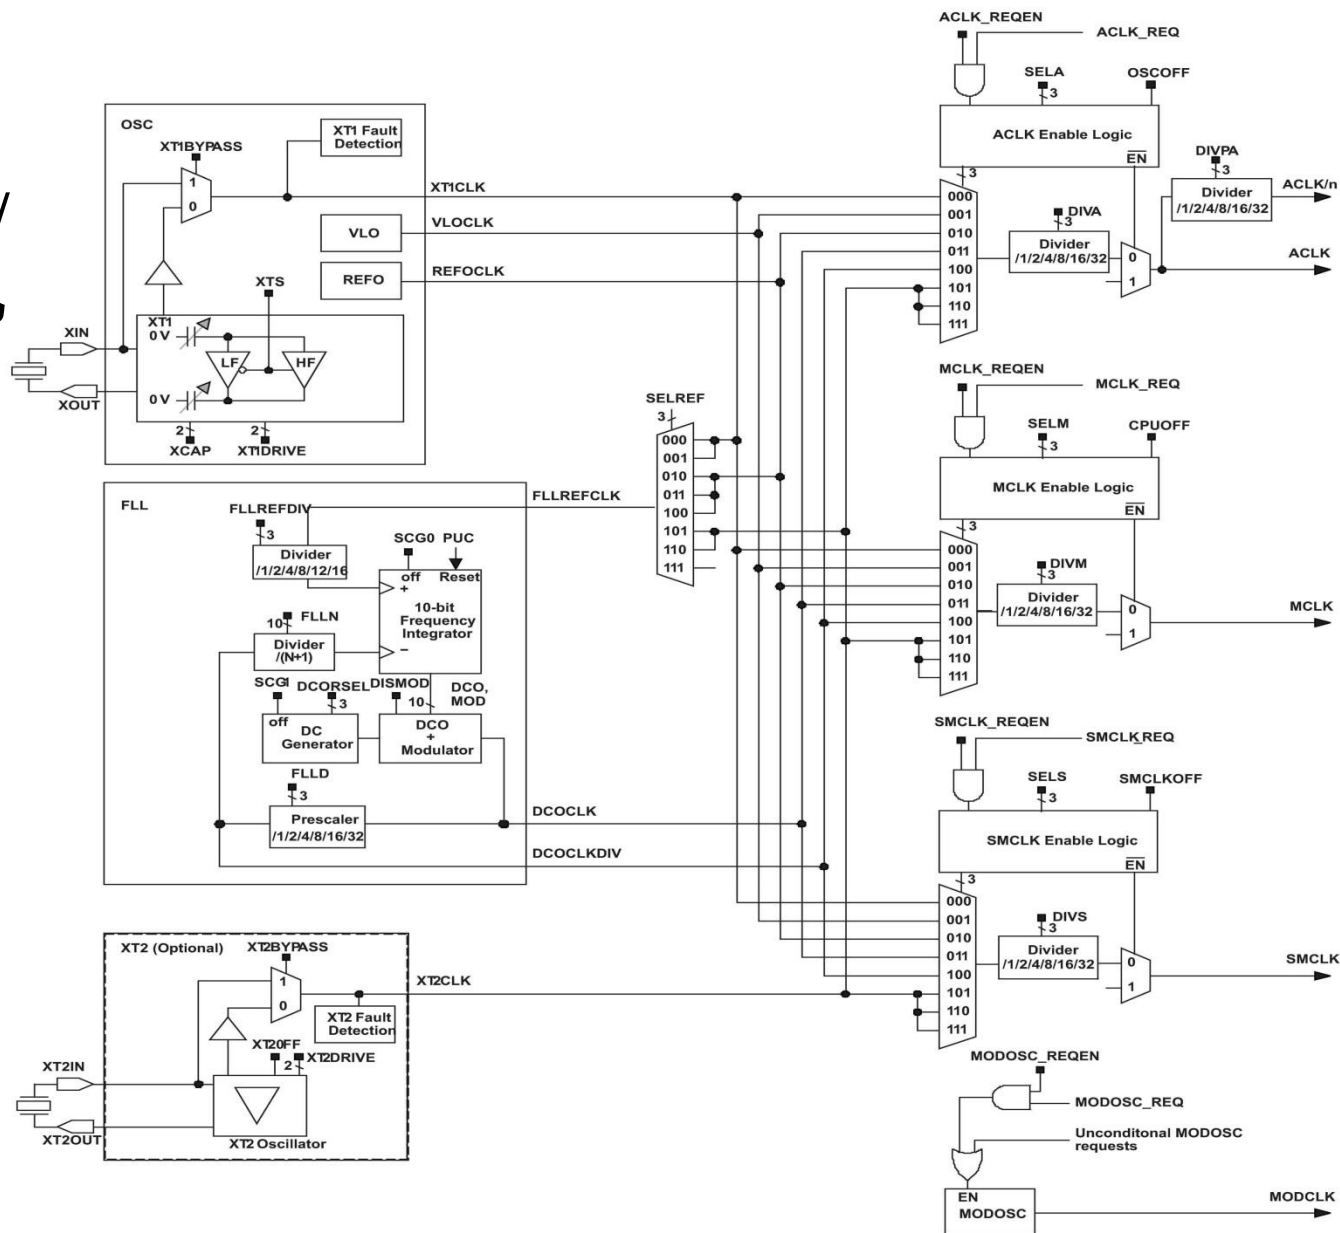 ACLK_REQEN
ACLK_REQ
SELA
3
OSCOFF
ACLK Enable Logic
EN
3
DIVPA
3
Divider
/1/2/4/8/16/32
ACLK/n
000
001
010
011
100
101
110
111
DIVA
3
Divider
/1/2/4/8/16/32
0
1
ACLK
OSC
XT1BYPASS
1
0
XT1 Fault
Detection
XT1CLK
VLO
VLOCLK
REFO
REFOCLK
XTS
XT1
0 V
LF
HF
0 V
XIN
XOUT
2
XCAP
2
XT1DRIVE
SELREF
3
000
001
010
011
100
101
110
111
MCLK_REQEN
MCLK_REQ
SELM
3
CPUOFF
MCLK Enable Logic
EN
3
000
001
010
011
100
101
110
111
DIVM
3
Divider
/1/2/4/8/16/32
0
1
MCLK
FLL
FLLREFCLK
FLLREFDIV
3
Divider
/1/2/4/8/12/16
SCG0
PUC
off
Reset
+
10-bit
Frequency
Integrator
−
FLLN
10
Divider
/(N+1)
SCG1
DCORSEL
3
DISMOD
10
DCO,
MOD
off
DC
Generator
DCO
+
Modulator
FLLD
3
Prescaler
/1/2/4/8/16/32
DCOCLK
DCOCLKDIV
SMCLK_REQEN
SMCLK_REQ
SELS
3
SMCLKOFF
SMCLK Enable Logic
EN
3
000
001
010
011
100
101
110
111
DIVS
3
Divider
/1/2/4/8/16/32
0
1
SMCLK
XT2 (Optional)
XT2BYPASS
1
0
XT2CLK
XT2 Fault
Detection
XT2OFF
2
XT2DRIVE
XT2IN
XT2OUT
XT2 Oscillator
MODOSC_REQEN
MODOSC_REQ
Unconditonal MODOSC
requests
EN
MODOSC
MODCLK